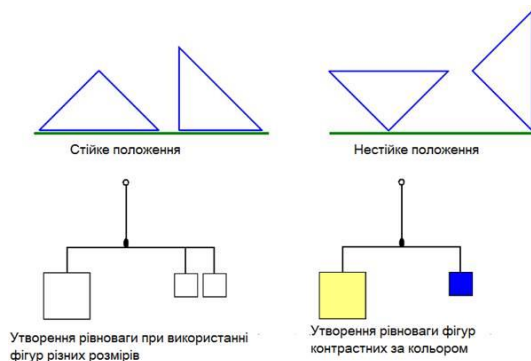 Стійке положення
Нестійке положення
Утворення рівноваги при використанні
фігур різних розмірів
Утворення рівноваги фігур
контрастних за кольором